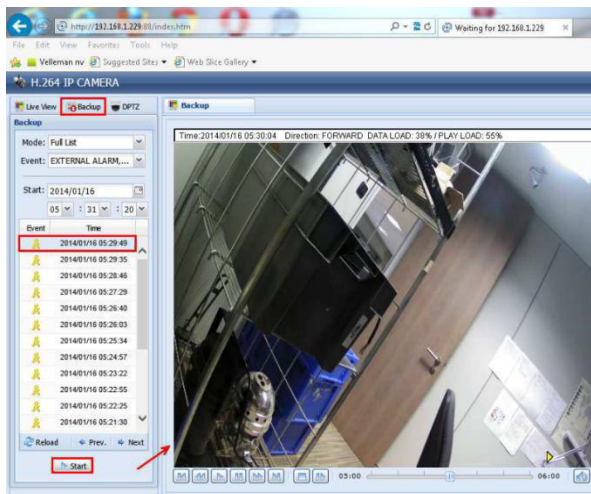 http://192.168.1.229:88/index.htm
Waiting for 192.168.1.229
File Edit View Favorites Tools Help
Velleman nv Suggested Sites Web Slice Gallery
H.264 IP CAMERA
Live View Backup DPTZ
Backup
Backup
Mode: Full List
Event: EXTERNAL ALARM,...
Start: 2014/01/16
05 : 31 : 20
Event Time
2014/01/16 05:29:49
2014/01/16 05:29:35
2014/01/16 05:28:46
2014/01/16 05:27:29
2014/01/16 05:26:40
2014/01/16 05:26:03
2014/01/16 05:25:34
2014/01/16 05:24:57
2014/01/16 05:23:22
2014/01/16 05:22:55
2014/01/16 05:22:25
2014/01/16 05:21:30
Reload Prev. Next
Start
Time:2014/01/16 05:30:04 Direction: FORWARD DATA LOAD: 38% / PLAY LOAD: 55%
05:00 06:00